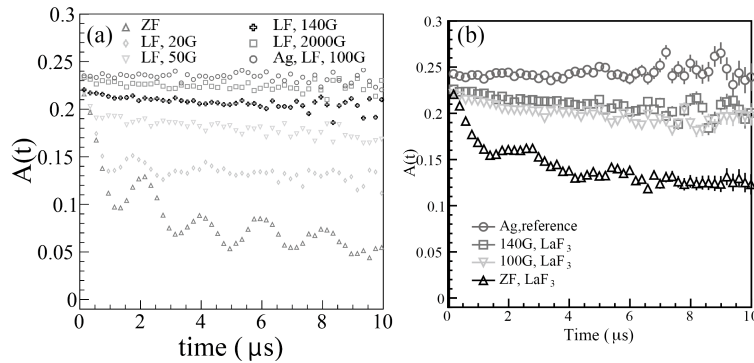 (a)
ZF
LF, 20G
LF, 50G
LF, 140G
LF, 2000G
Ag, LF, 100G
0.3
0.25
0.2
0.15
0.1
0.05
0
A(t)
0 2 4 6 8 10
time ( μs)
(b)
0.3
0.25
0.2
0.15
0.1
0.05
0
A(t)
Ag,reference
140G, LaF₃
100G, LaF₃
ZF, LaF₃
0 2 4 6 8 10
Time ( μs)